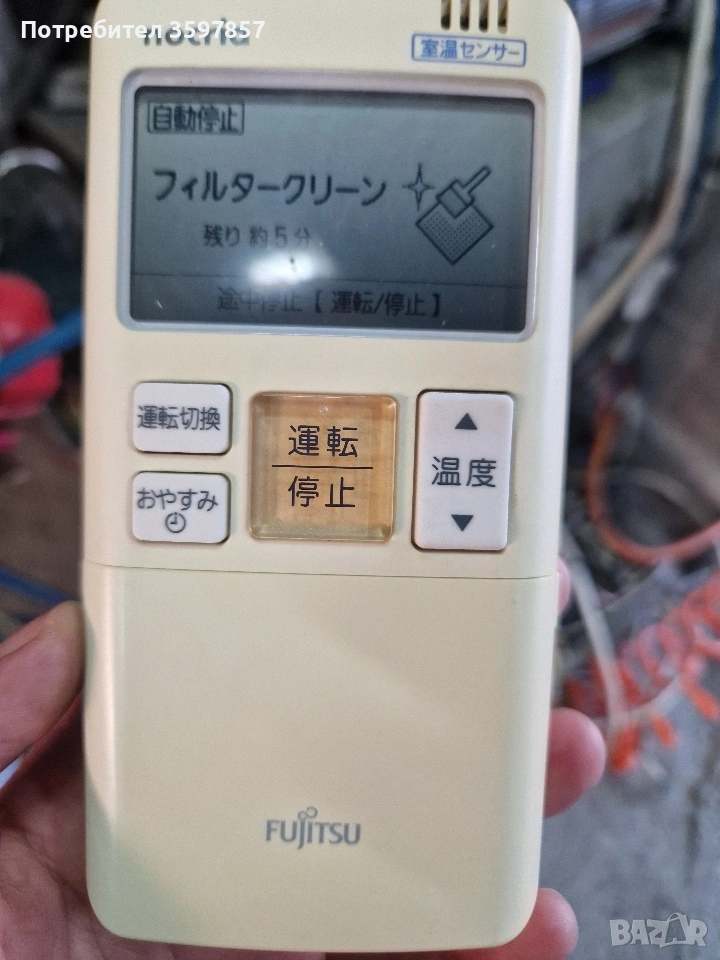 Потребител 3597857
nocria
室温センサー
自動停止
フィルタークリーン
残り 約5分
途中停止【 運転/停止 】
運転切換
運転
停止
▲
温度
▼
おやすみ
FUJITSU
BAZAR